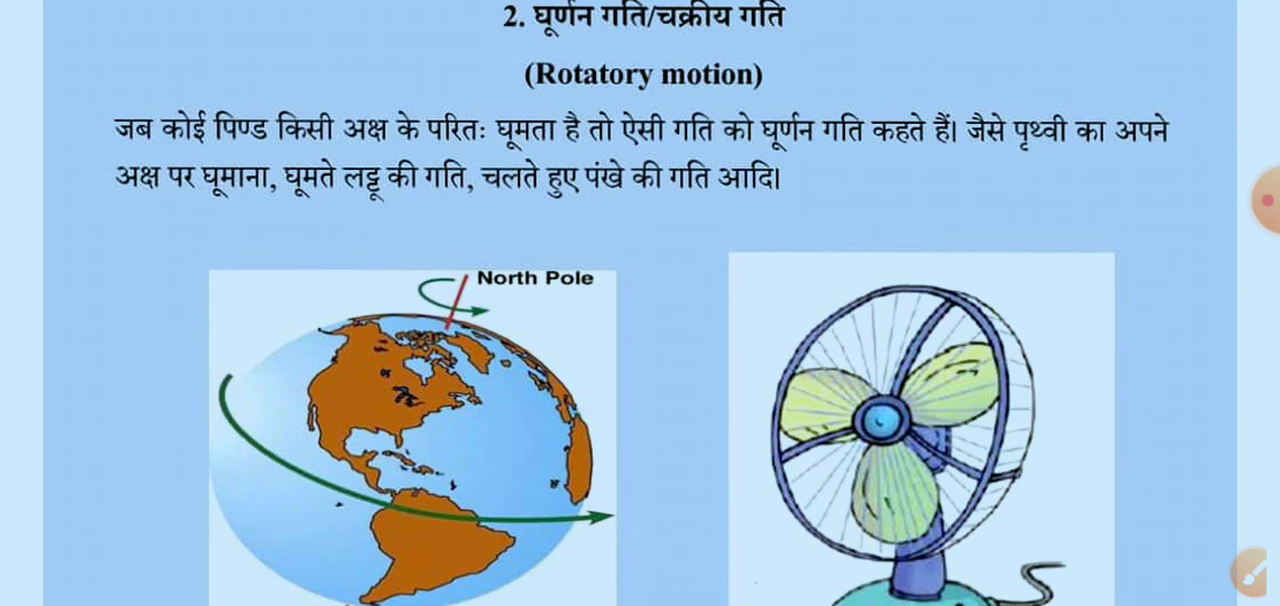 2. घूर्णन गति/चक्रीय गति
(Rotatory motion)
जब कोई पिण्ड किसी अक्ष के परितः घूमता है तो ऐसी गति को घूर्णन गति कहते हैं। जैसे पृथ्वी का अपने
अक्ष पर घूमाना, घूमते लट्टू की गति, चलते हुए पंखे की गति आदि।
North Pole